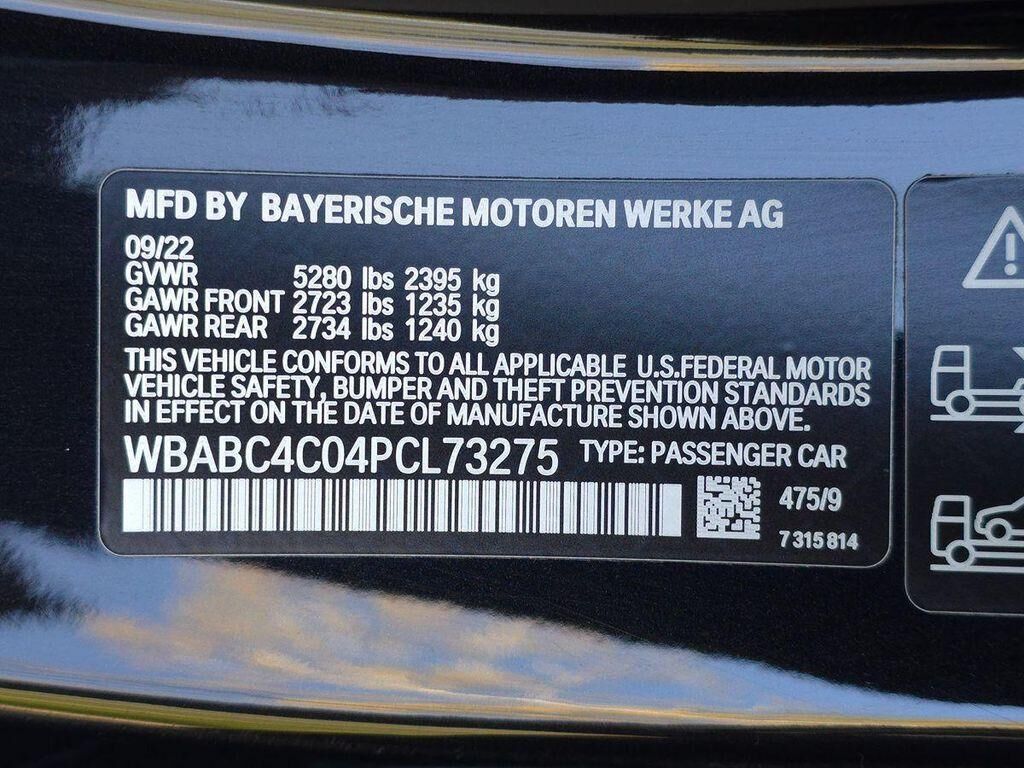 MFD BY BAYERISCHE MOTOREN WERKE AG
09/22
GVWR 5280 lbs 2395 kg
GAWR FRONT 2723 lbs 1235 kg
GAWR REAR 2734 lbs 1240 kg
THIS VEHICLE CONFORMS TO ALL APPLICABLE U.S.FEDERAL MOTOR
VEHICLE SAFETY, BUMPER AND THEFT PREVENTION STANDARDS
IN EFFECT ON THE DATE OF MANUFACTURE SHOWN ABOVE.
WBABC4C04PCL73275 TYPE: PASSENGER CAR
475/9
7 315 814